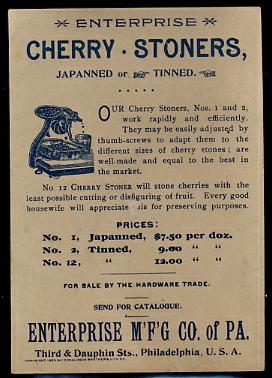 ENTERPRISE
CHERRY · STONERS,
JAPANNED or TINNED.
OUR Cherry Stoners, Nos. 1 and 2,
work rapidly and efficiently.
They may be easily adjusted by
thumb-screws to adapt them to the
different sizes of cherry stones; are
well-made and equal to the best in
the market.
No. 12 CHERRY STONER will stone cherries with the
least possible cutting or disfiguring of fruit. Every good
housewife will appreciate this for preserving purposes.
PRICES:
No. 1, Japanned, $7.50 per doz.
No. 2, Tinned, 9.00 " "
No. 12, " 12.00 " "
FOR SALE BY THE HARDWARE TRADE.
SEND FOR CATALOGUE.
ENTERPRISE M'F'G CO. of PA.
Third & Dauphin Sts., Philadelphia, U. S. A.